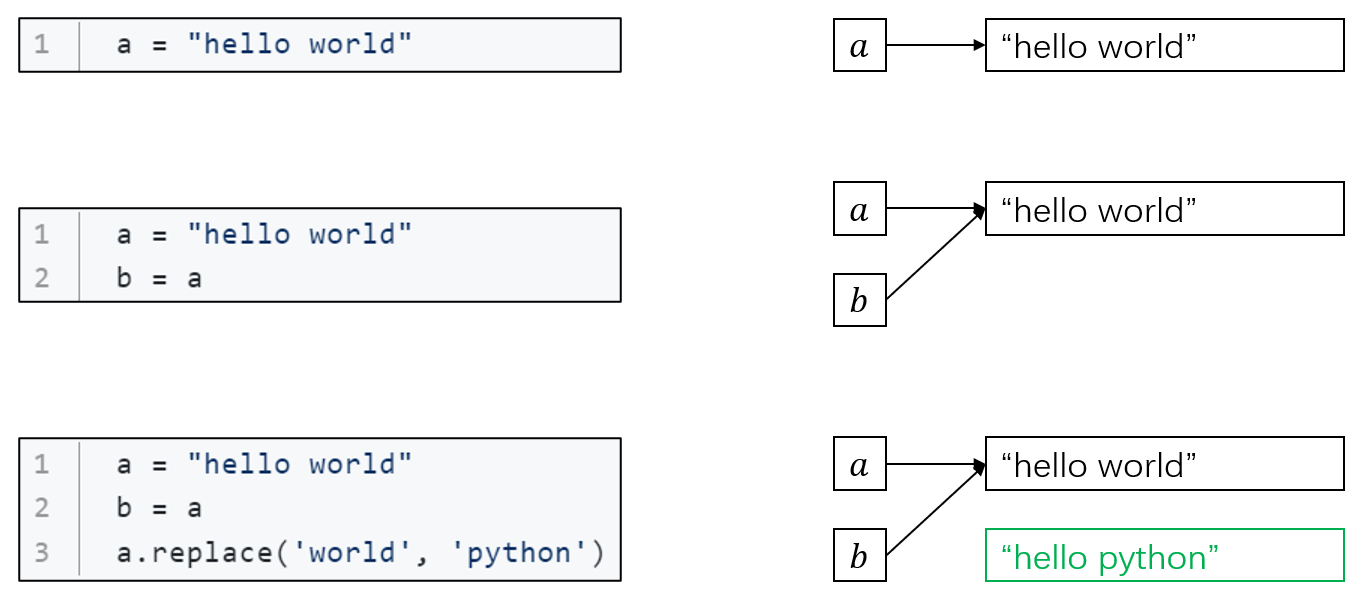 1 a = "hello world"
a “hello world”
1 a = "hello world"
2 b = a
a “hello world”
b
1 a = "hello world"
2 b = a
3 a.replace('world', 'python')
a “hello world”
b “hello python”